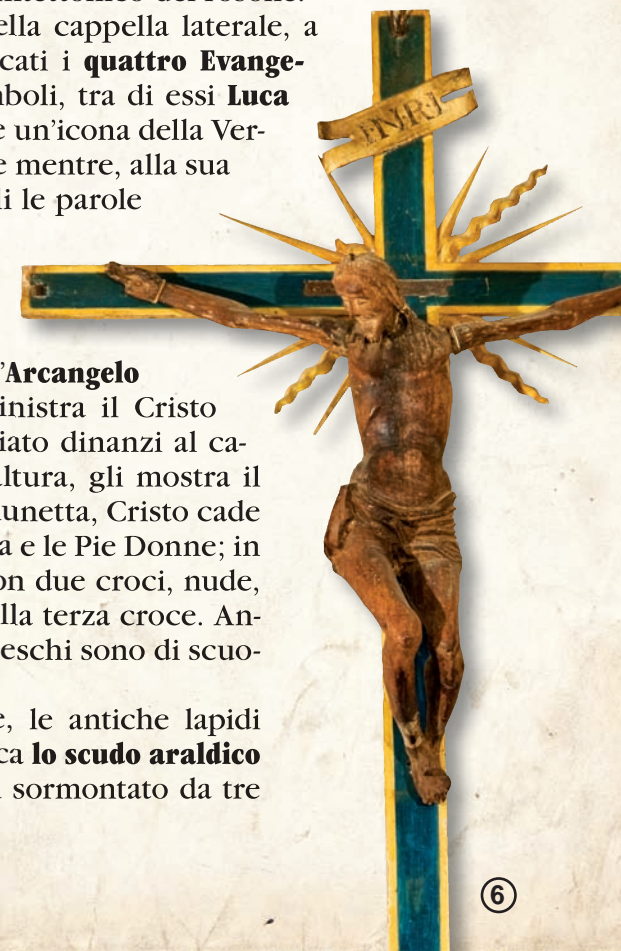 ella cappella laterale, a
cati i quattro Evange-
boli, tra di essi Luca
e un'icona della Ver-
e mentre, alla sua
li le parole
INRI
'Arcangelo
inistra il Cristo
iato dinanzi al ca-
altura, gli mostra il
unetta, Cristo cade
a e le Pie Donne; in
on due croci, nude,
lla terza croce. An-
eschi sono di scuo-
e, le antiche lapidi
ca lo scudo araldico
sormontato da tre
6